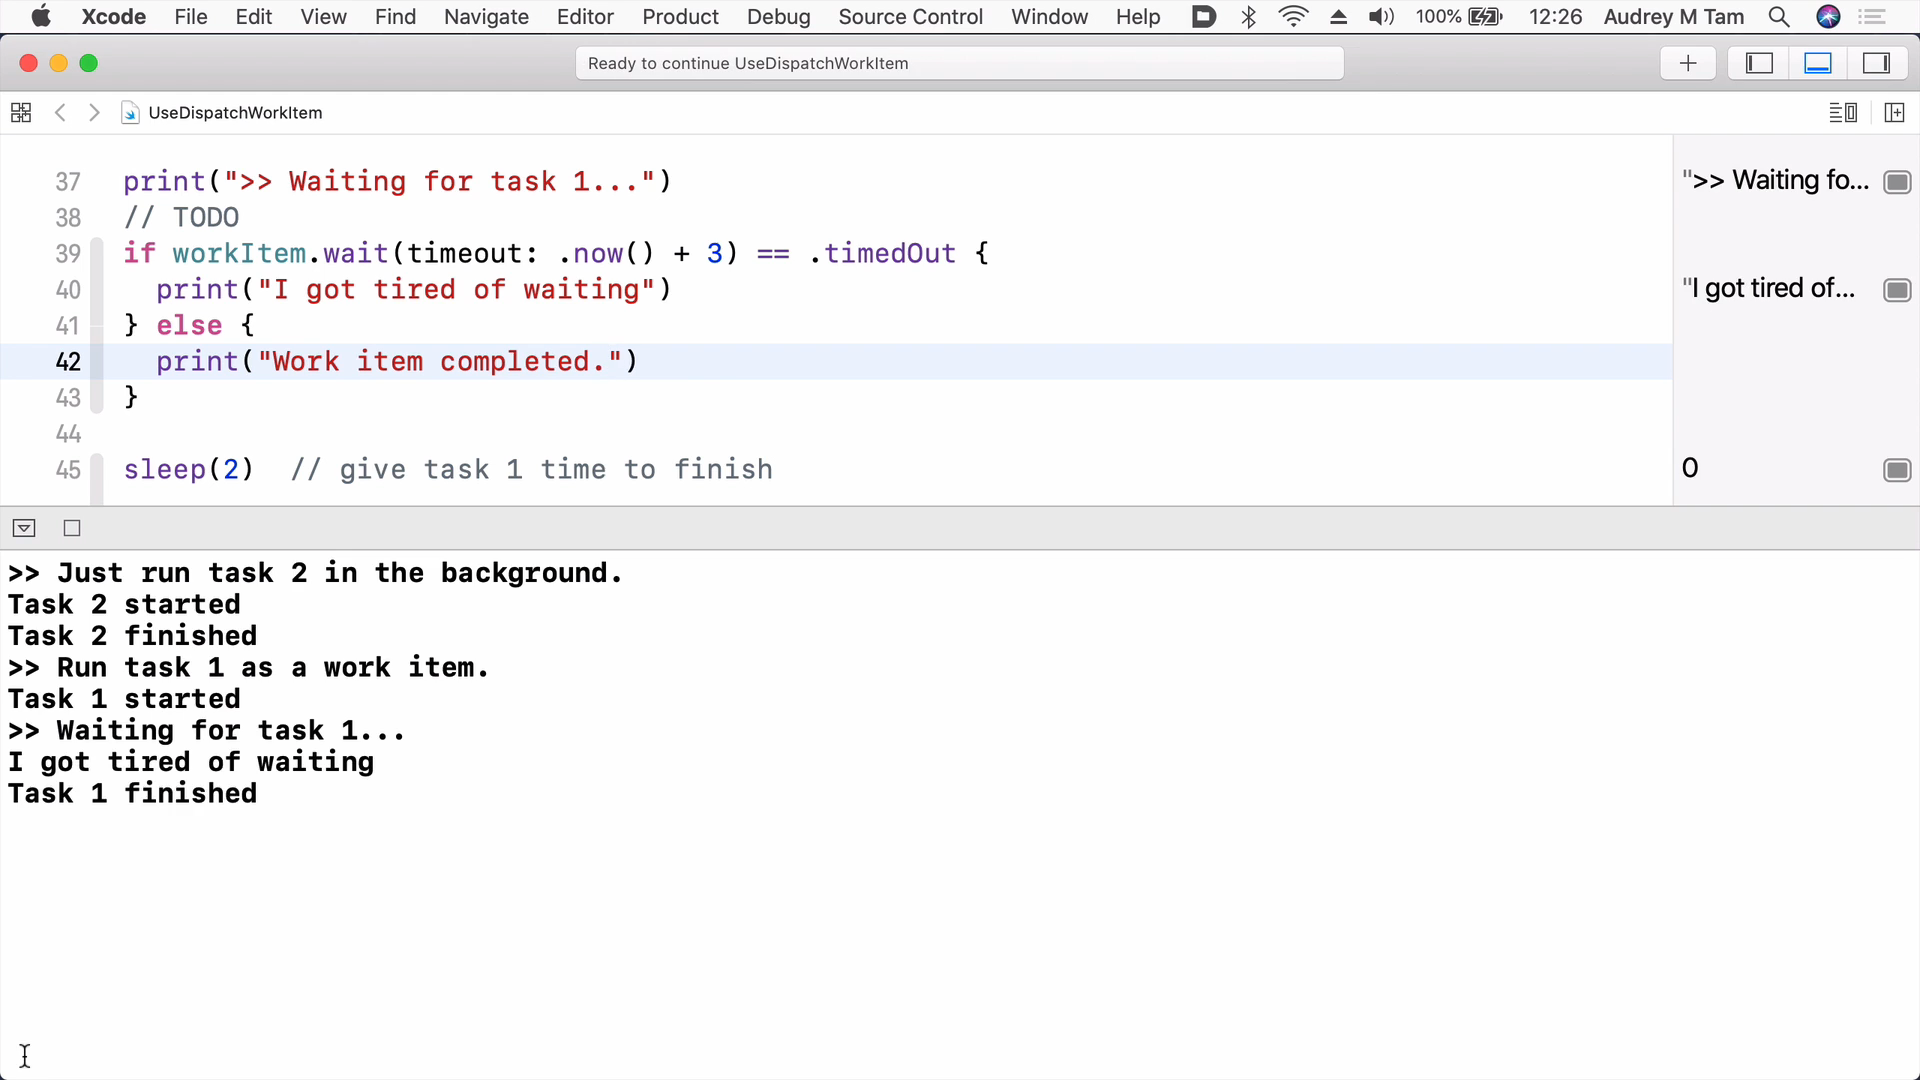 Xcode File Edit View Find Navigate Editor Product Debug Source Control Window Help 100% 12:26 Audrey M Tam
Ready to continue UseDispatchWorkItem
UseDispatchWorkItem
37 print(">> Waiting for task 1...") ">> Waiting fo...
38 // TODO
39 if workItem.wait(timeout: .now() + 3) == .timedOut {
40 print("I got tired of waiting") "I got tired of...
41 } else {
42 print("Work item completed.")
43 }
44
45 sleep(2) // give task 1 time to finish 0
>> Just run task 2 in the background.
Task 2 started
Task 2 finished
>> Run task 1 as a work item.
Task 1 started
>> Waiting for task 1...
I got tired of waiting
Task 1 finished